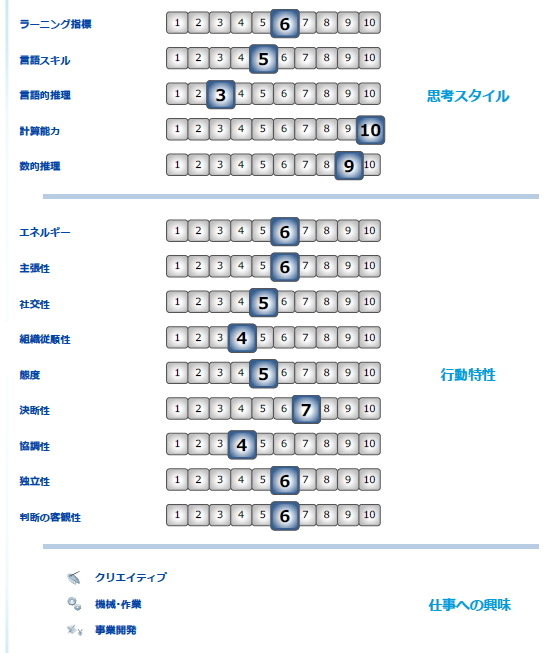 ラーニング指標 1 2 3 4 5 6 7 8 9 10
言語スキル 1 2 3 4 5 6 7 8 9 10
言語的推理 1 2 3 4 5 6 7 8 9 10
思考スタイル
計算能力 1 2 3 4 5 6 7 8 9 10
数的推理 1 2 3 4 5 6 7 8 9 10
エネルギー 1 2 3 4 5 6 7 8 9 10
主張性 1 2 3 4 5 6 7 8 9 10
社交性 1 2 3 4 5 6 7 8 9 10
組織従順性 1 2 3 4 5 6 7 8 9 10
態度 1 2 3 4 5 6 7 8 9 10
行動特性
決断性 1 2 3 4 5 6 7 8 9 10
協調性 1 2 3 4 5 6 7 8 9 10
独立性 1 2 3 4 5 6 7 8 9 10
判断の客観性 1 2 3 4 5 6 7 8 9 10
クリエイティブ
機械・作業
仕事への興味
事業開発